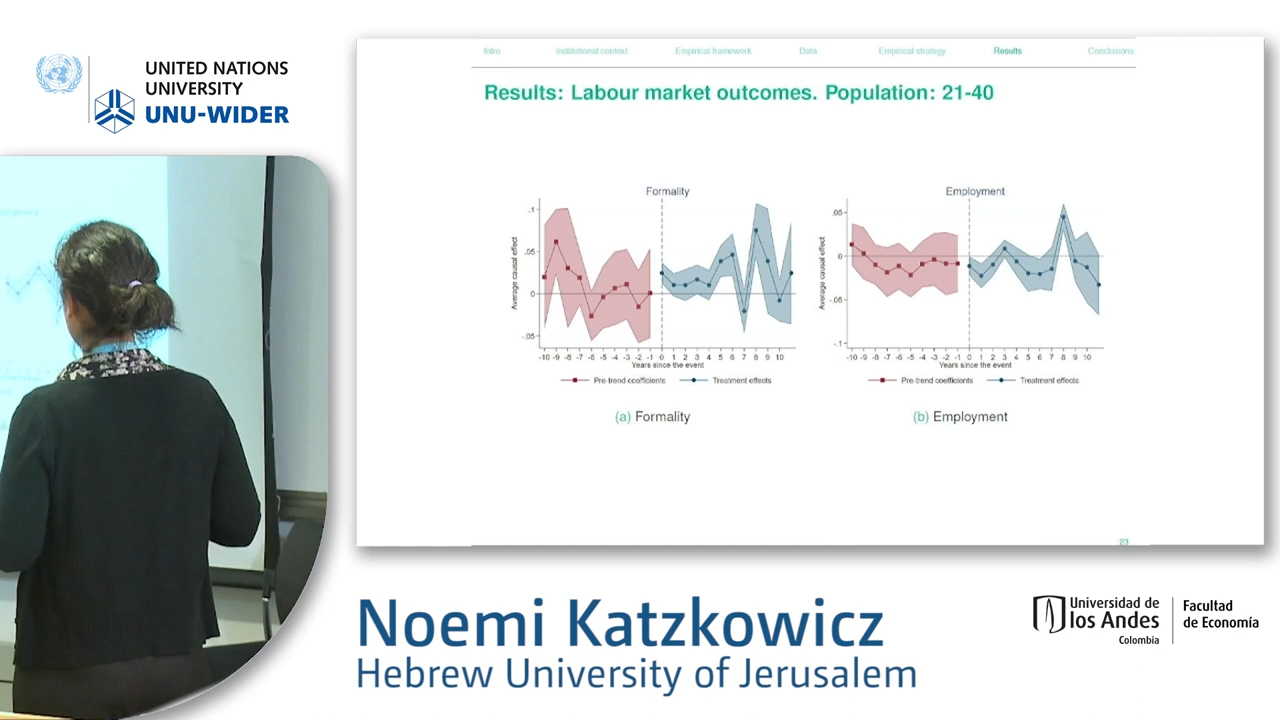 UNITED NATIONS
UNIVERSITY
UNU-WIDER
Intro Institutional context Empirical framework Data Empirical strategy Results Conclusions
Results: Labour market outcomes. Population: 21-40
Formality
Average causal effect
.1
.05
0
-.05
-10 -9 -8 -7 -6 -5 -4 -3 -2 -1 0 1 2 3 4 5 6 7 8 9 10
Years since the event
Pre-trend coefficients Treatment effects
(a) Formality
Employment
Average causal effect
.05
0
-.05
-.1
-10 -9 -8 -7 -6 -5 -4 -3 -2 -1 0 1 2 3 4 5 6 7 8 9 10
Years since the event
Pre-trend coefficients Treatment effects
(b) Employment
23
Noemi Katzkowicz
Hebrew University of Jerusalem
Universidad de
los Andes
Colombia
Facultad
de Economía